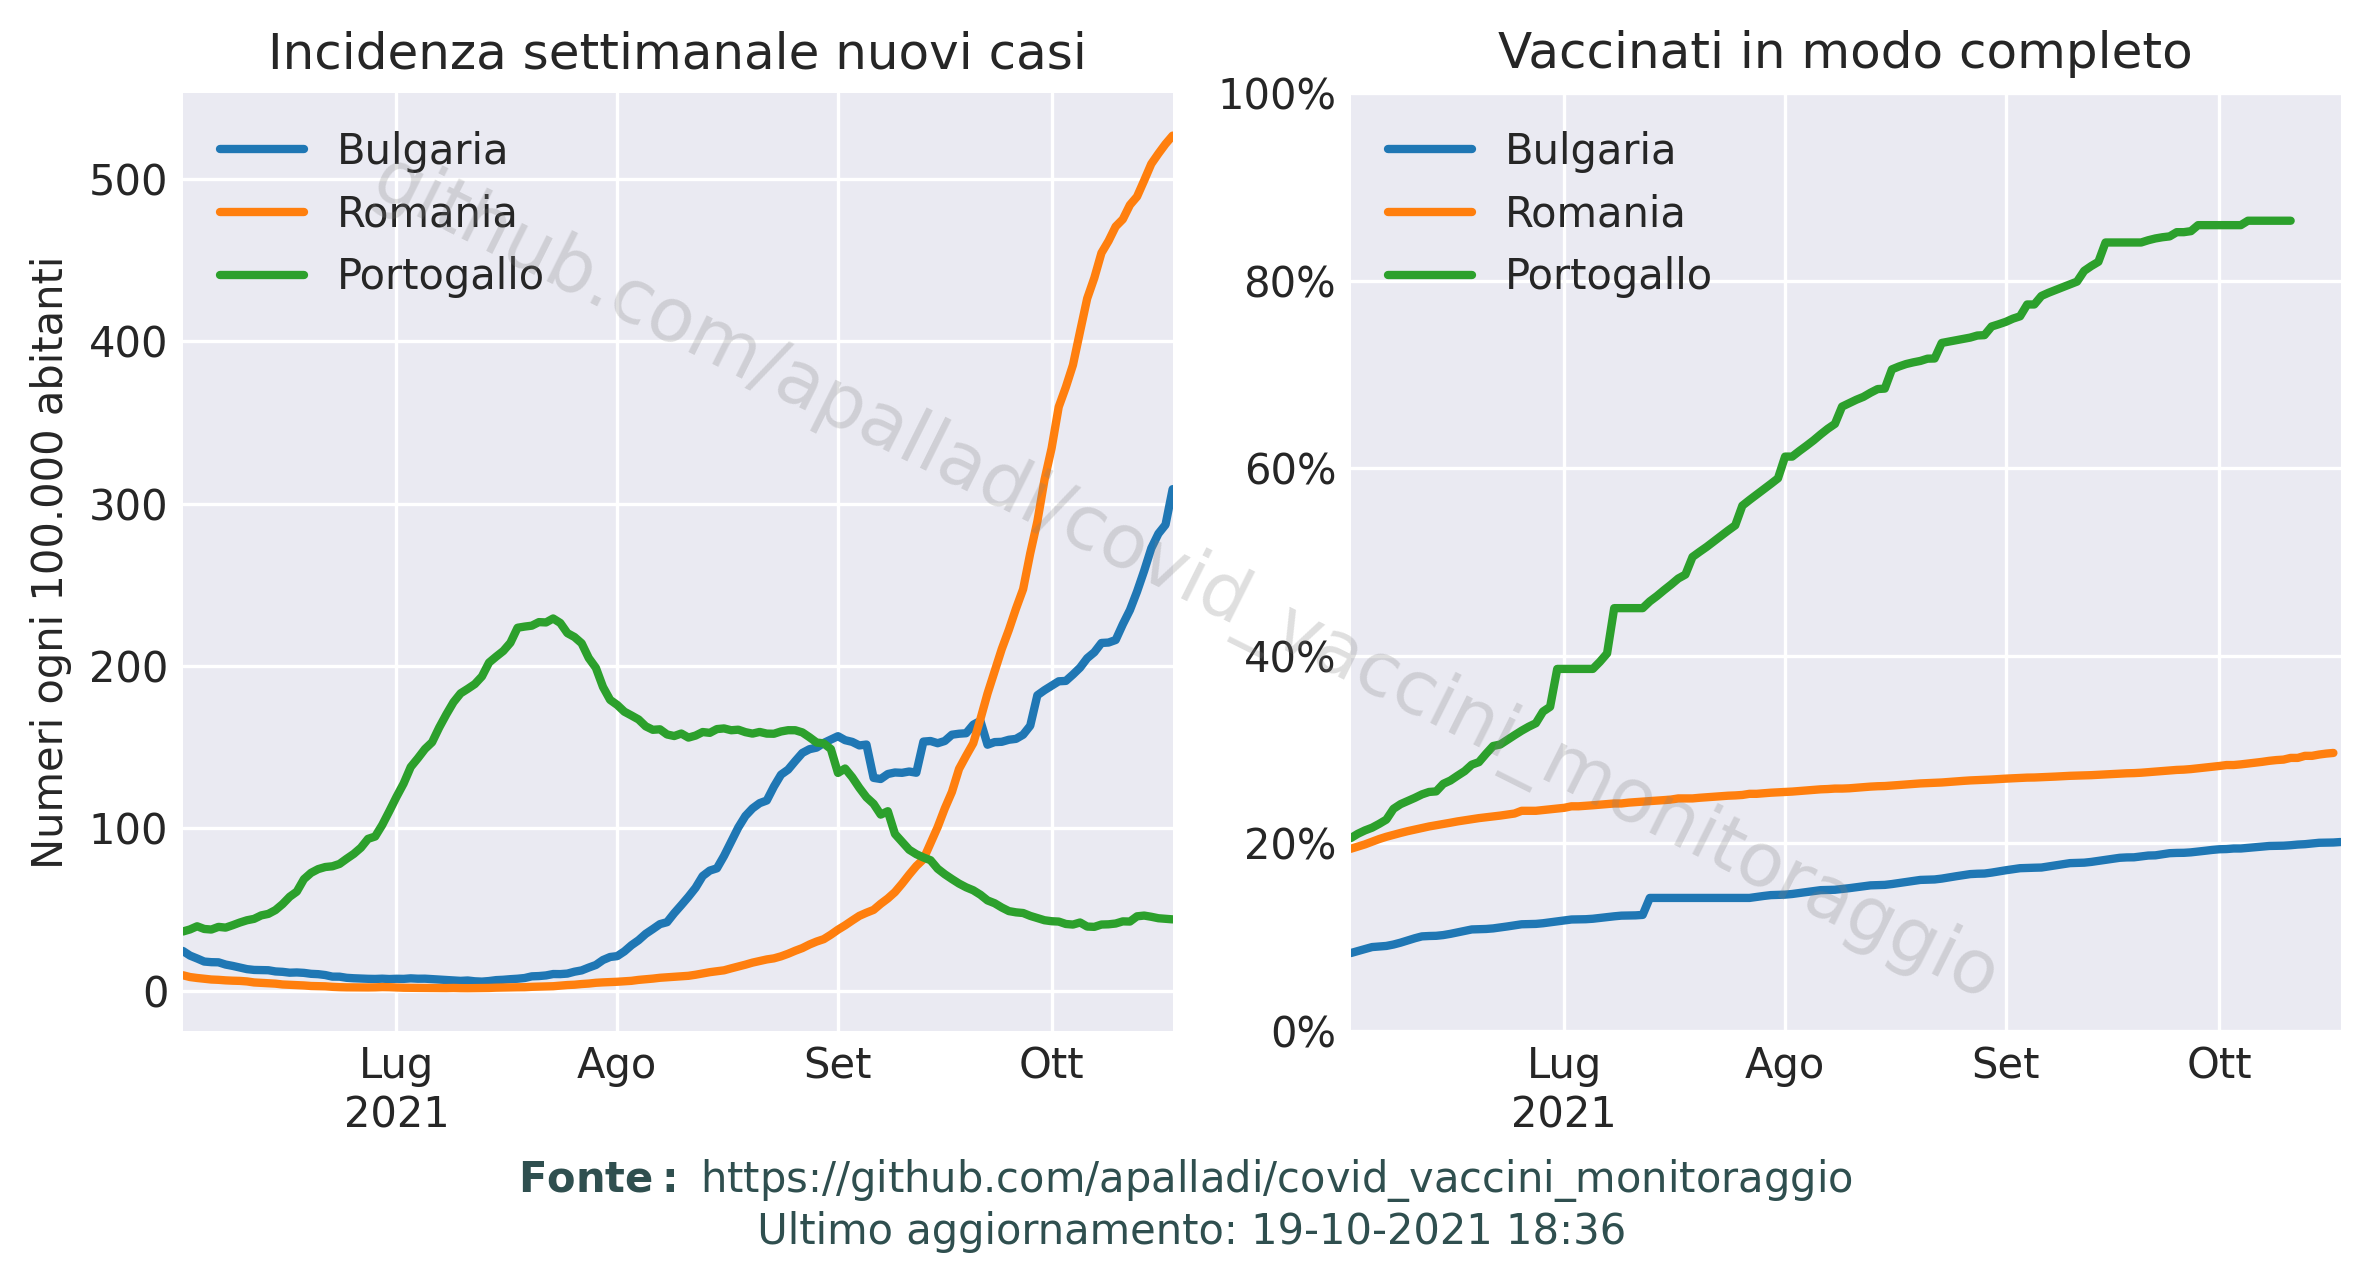 Incidenza settimanale nuovi casi
Numeri ogni 100.000 abitanti
500
400
300
200
100
0
Bulgaria
Romania
Portogallo
Lug
2021
Ago
Set
Ott
Vaccinati in modo completo
100%
80%
60%
40%
20%
0%
Bulgaria
Romania
Portogallo
Lug
2021
Ago
Set
Ott
github.com/apalladi/covid_vaccini_monitoraggio
Fonte: https://github.com/apalladi/covid_vaccini_monitoraggio
Ultimo aggiornamento: 19-10-2021 18:36